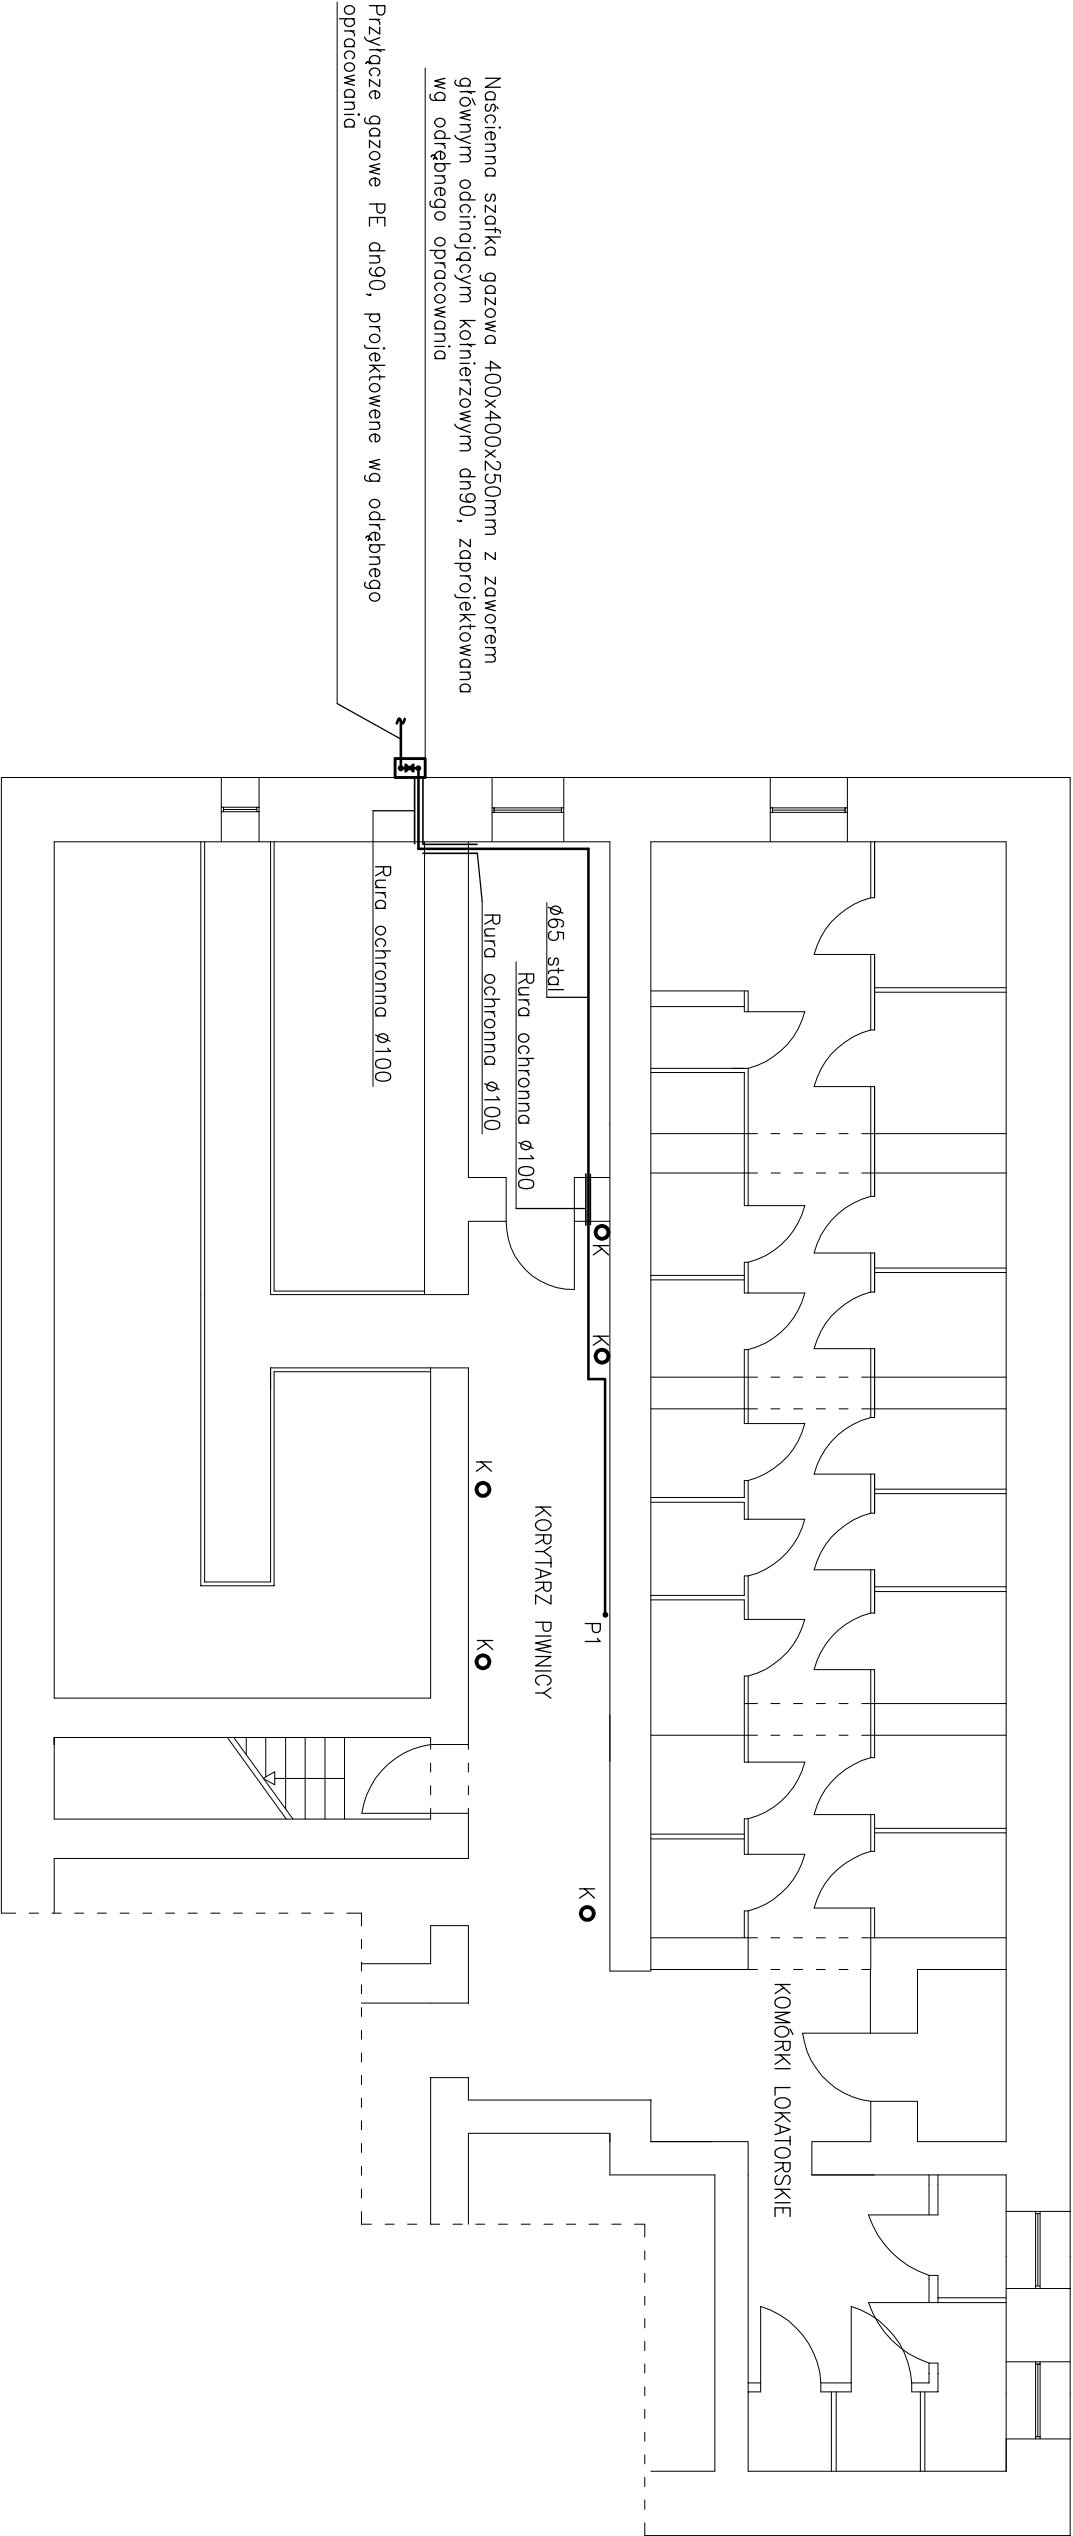 Naścienna szafka gazowa 400x400x250mm z zaworem
głównym odcinającym kołnierzowym dn90, zaprojektowana
wg odrębnego opracowania
Przyłącze gazowe PE dn90, projektowene wg odrębnego
opracowania
Ø65 stal
Rura ochronna Ø100
Rura ochronna Ø100
Rura ochronna Ø100
K
K
K
K
K
P1
KORYTARZ PIWNICY
KOMÓRKI LOKATORSKIE